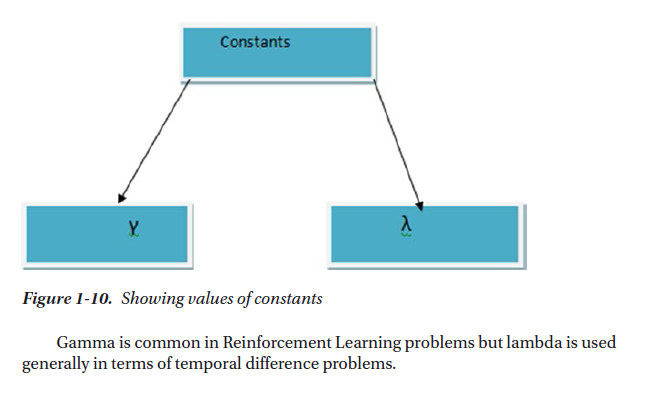 Constants
γ
λ
Figure 1-10. Showing values of constants
Gamma is common in Reinforcement Learning problems but lambda is used
generally in terms of temporal difference problems.